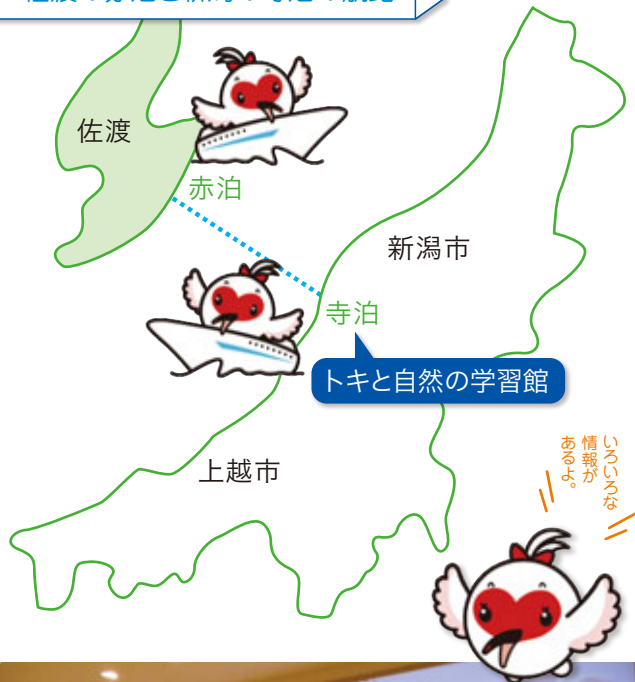 佐渡
赤泊
新潟市
寺泊
トキと自然の学習館
上越市
いろいろな
情報が
あるよ。